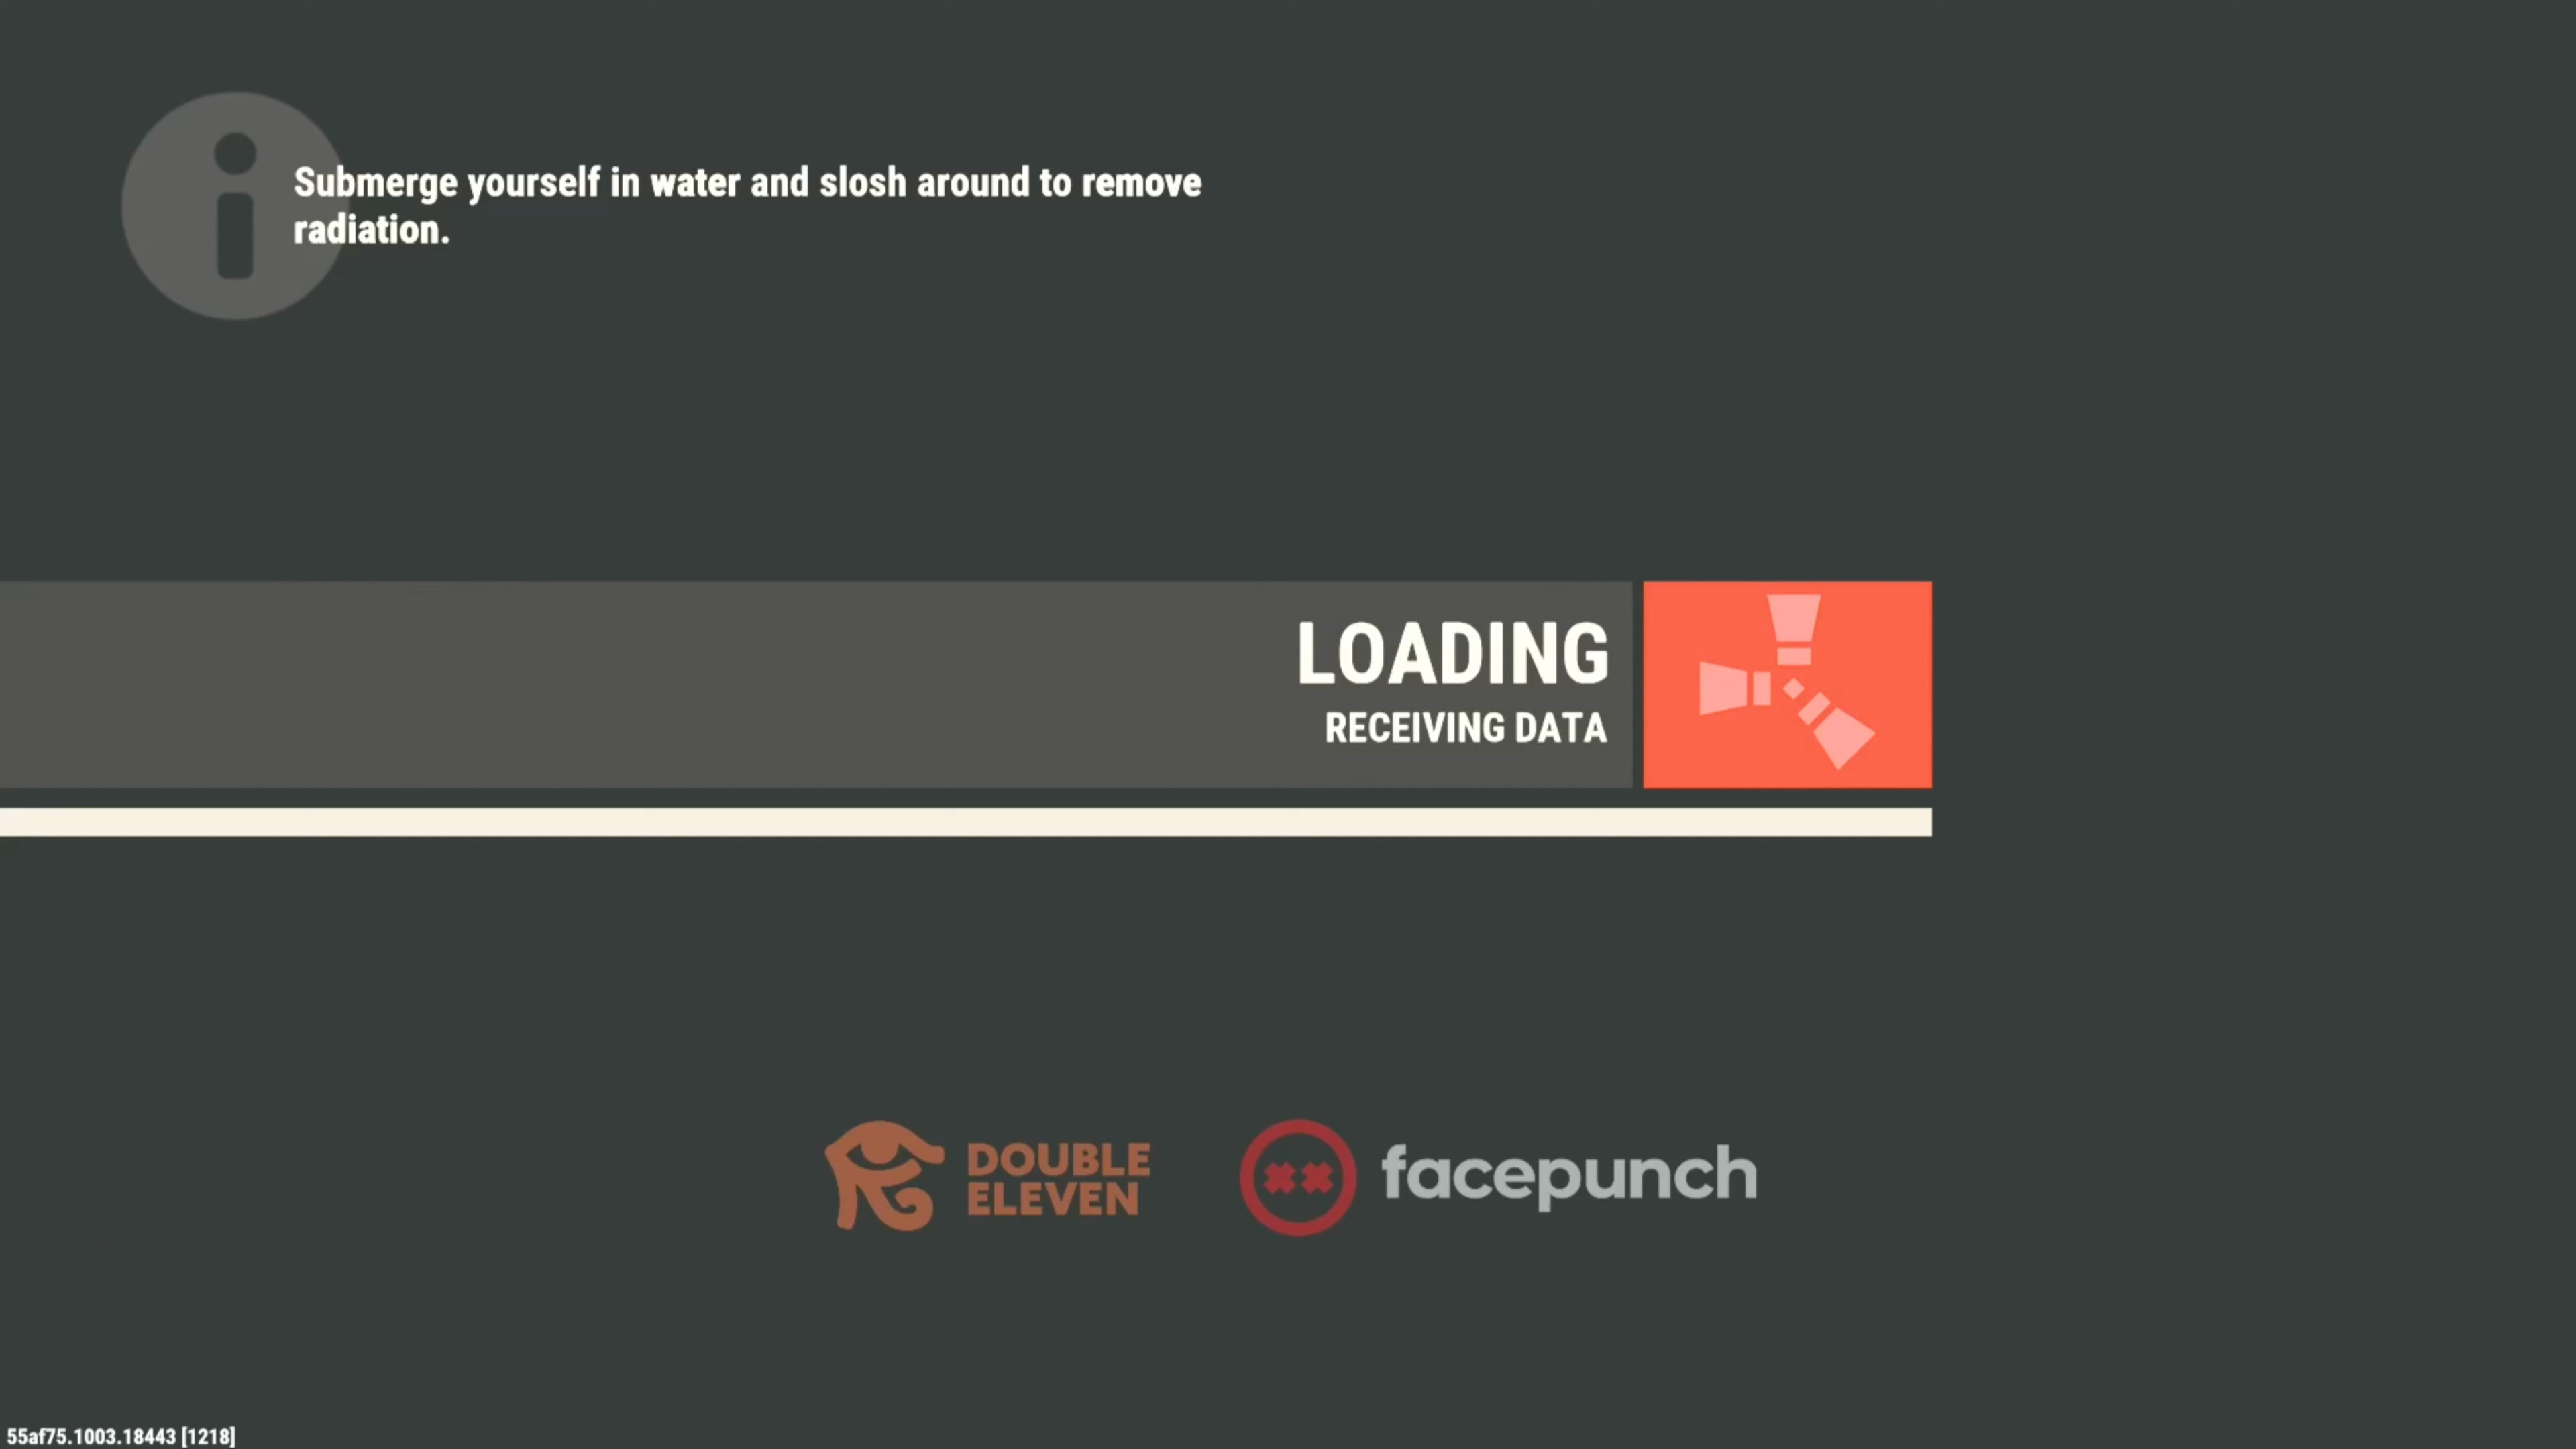 Submerge yourself in water and slosh around to remove
radiation.
LOADING
RECEIVING DATA
DOUBLE
ELEVEN
facepunch
55af75.1003.18443 [1218]